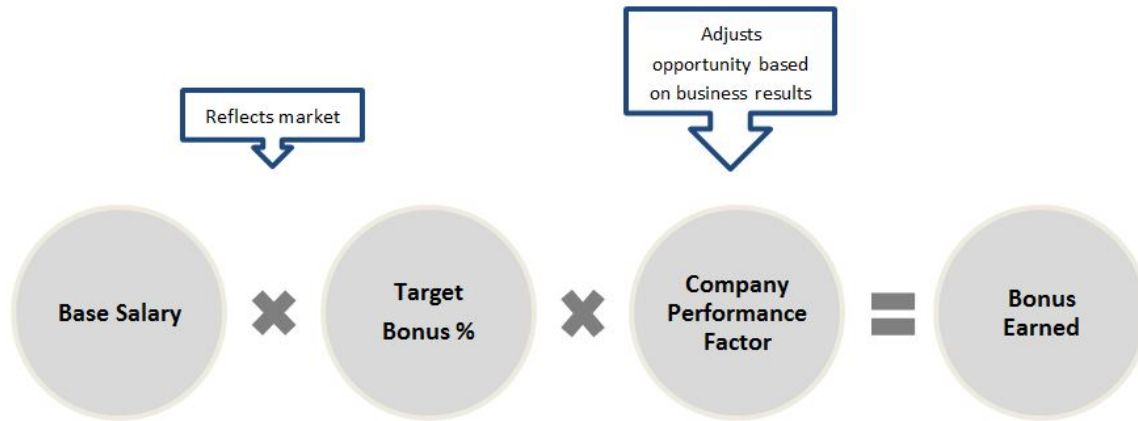 Adjusts
opportunity based
on business results
Reflects market
Base Salary
Target
Bonus %
Company
Performance
Factor
Bonus
Earned